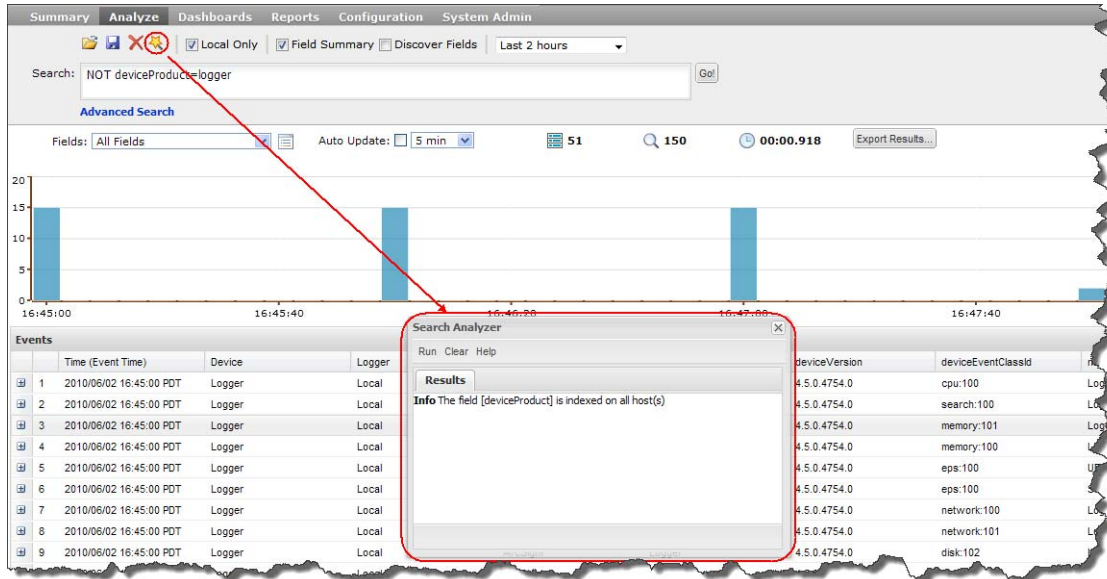 Summary Analyze Dashboards Reports Configuration System Admin
Local Only Field Summary Discover Fields Last 2 hours
Search: NOT deviceProduct=logger Go!
Advanced Search
Fields: All Fields Auto Update: 5 min 51 150 00:00.918 Export Results...
20
15
10
5
0
16:45:00 16:45:40 16:46:20 16:47:00 16:47:40
Events
Time (Event Time) Device Logger deviceVersion deviceEventClassId
1 2010/06/02 16:45:00 PDT Logger Local 4.5.0.4754.0 cpu:100
2 2010/06/02 16:45:00 PDT Logger Local 4.5.0.4754.0 search:100
3 2010/06/02 16:45:00 PDT Logger Local 4.5.0.4754.0 memory:101
4 2010/06/02 16:45:00 PDT Logger Local 4.5.0.4754.0 memory:100
5 2010/06/02 16:45:00 PDT Logger Local 4.5.0.4754.0 eps:100
6 2010/06/02 16:45:00 PDT Logger Local 4.5.0.4754.0 eps:100
7 2010/06/02 16:45:00 PDT Logger Local 4.5.0.4754.0 network:100
8 2010/06/02 16:45:00 PDT Logger Local 4.5.0.4754.0 network:101
9 2010/06/02 16:45:00 PDT Logger Local ArcSight Logger 4.5.0.4754.0 disk:102
Search Analyzer
Run Clear Help
Results
Info The field [deviceProduct] is indexed on all host(s)